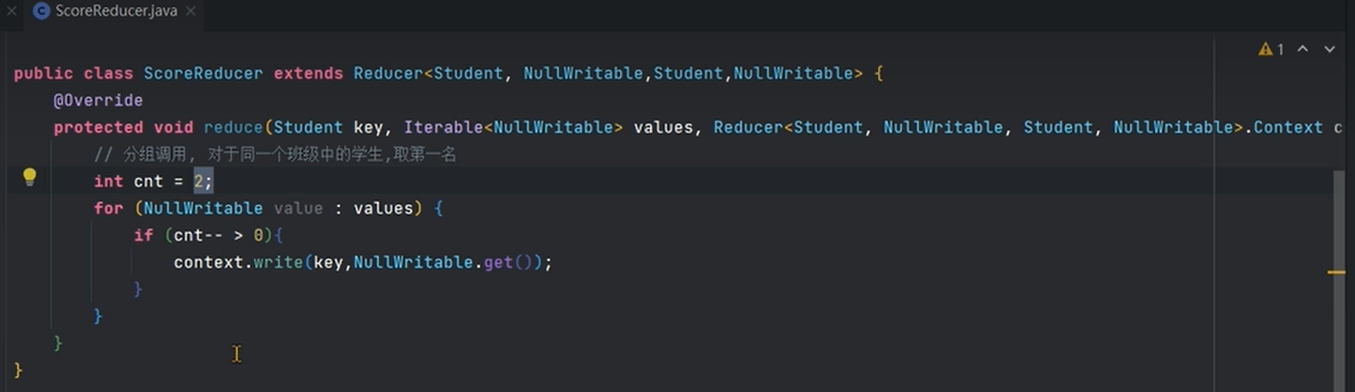 ScoreReducer.java
1
public class ScoreReducer extends Reducer<Student, NullWritable,Student,NullWritable> {
@Override
protected void reduce(Student key, Iterable<NullWritable> values, Reducer<Student, NullWritable, Student, NullWritable>.Context c
// 分组调用, 对于同一个班级中的学生,取第一名
int cnt = 2;
for (NullWritable value : values) {
if (cnt-- > 0){
context.write(key,NullWritable.get());
}
}
}
}